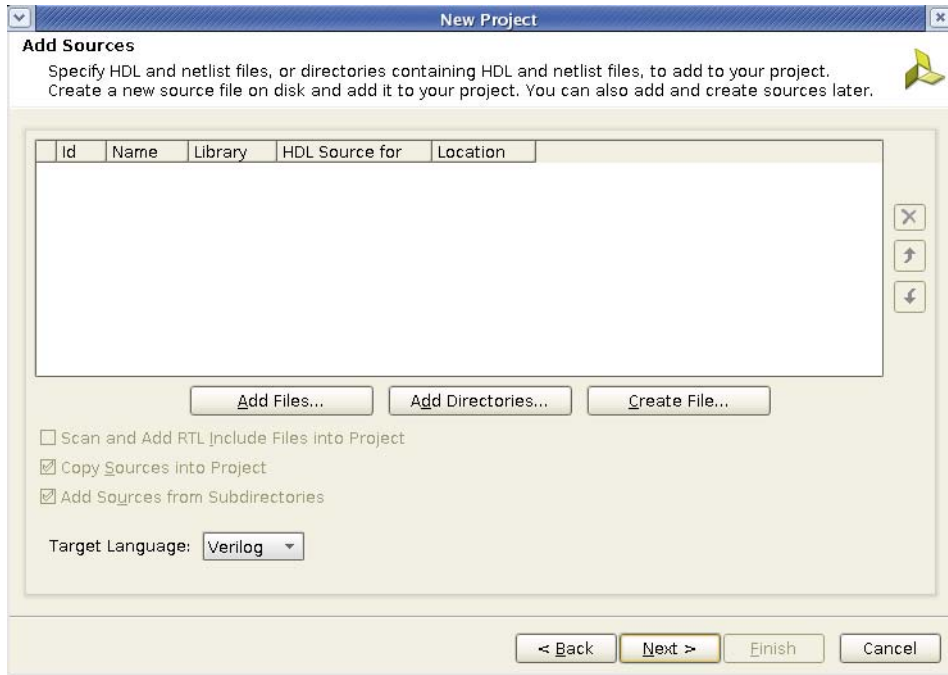 New Project
Add Sources
Specify HDL and netlist files, or directories containing HDL and netlist files, to add to your project.
Create a new source file on disk and add it to your project. You can also add and create sources later.
Id Name Library HDL Source for Location
Add Files... Add Directories... Create File...
Scan and Add RTL Include Files into Project
Copy Sources into Project
Add Sources from Subdirectories
Target Language: Verilog
< Back Next > Finish Cancel